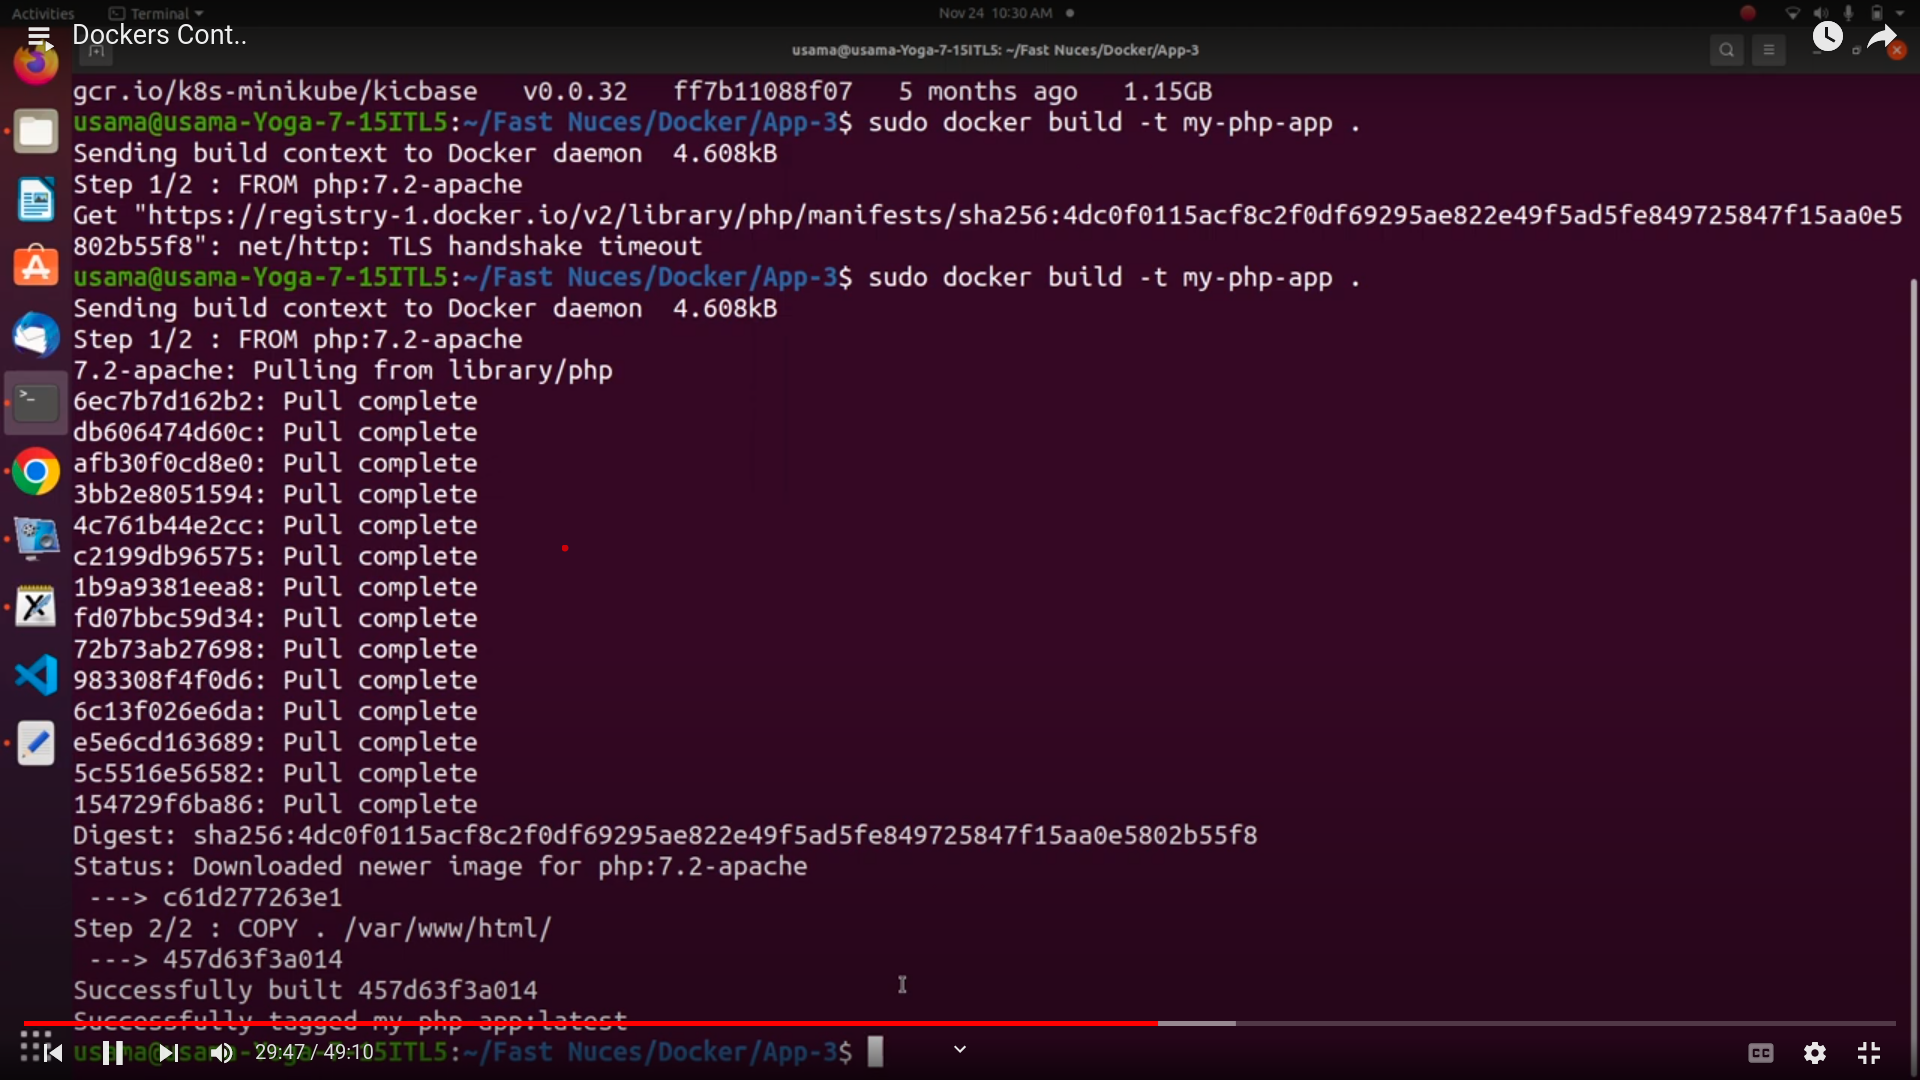 Activities Terminal Nov 24 10:30 AM
Dockers Cont..
usama@usama-Yoga-7-15ITL5: ~/Fast Nuces/Docker/App-3
gcr.io/k8s-minikube/kicbase v0.0.32 ff7b11088f07 5 months ago 1.15GB
usama@usama-Yoga-7-15ITL5:~/Fast Nuces/Docker/App-3$ sudo docker build -t my-php-app .
Sending build context to Docker daemon 4.608kB
Step 1/2 : FROM php:7.2-apache
Get "https://registry-1.docker.io/v2/library/php/manifests/sha256:4dc0f0115acf8c2f0df69295ae822e49f5ad5fe849725847f15aa0e5
802b55f8": net/http: TLS handshake timeout
usama@usama-Yoga-7-15ITL5:~/Fast Nuces/Docker/App-3$ sudo docker build -t my-php-app .
Sending build context to Docker daemon 4.608kB
Step 1/2 : FROM php:7.2-apache
7.2-apache: Pulling from library/php
6ec7b7d162b2: Pull complete
db606474d60c: Pull complete
afb30f0cd8e0: Pull complete
3bb2e8051594: Pull complete
4c761b44e2cc: Pull complete
c2199db96575: Pull complete
1b9a9381eea8: Pull complete
fd07bbc59d34: Pull complete
72b73ab27698: Pull complete
983308f4f0d6: Pull complete
6c13f026e6da: Pull complete
e5e6cd163689: Pull complete
5c5516e56582: Pull complete
154729f6ba86: Pull complete
Digest: sha256:4dc0f0115acf8c2f0df69295ae822e49f5ad5fe849725847f15aa0e5802b55f8
Status: Downloaded newer image for php:7.2-apache
---> c61d277263e1
Step 2/2 : COPY . /var/www/html/
---> 457d63f3a014
Successfully built 457d63f3a014
Successfully tagged my-php-app:latest
usama@usama-Yoga-7-15ITL5:~/Fast Nuces/Docker/App-3$
29:47 / 49:10
CC